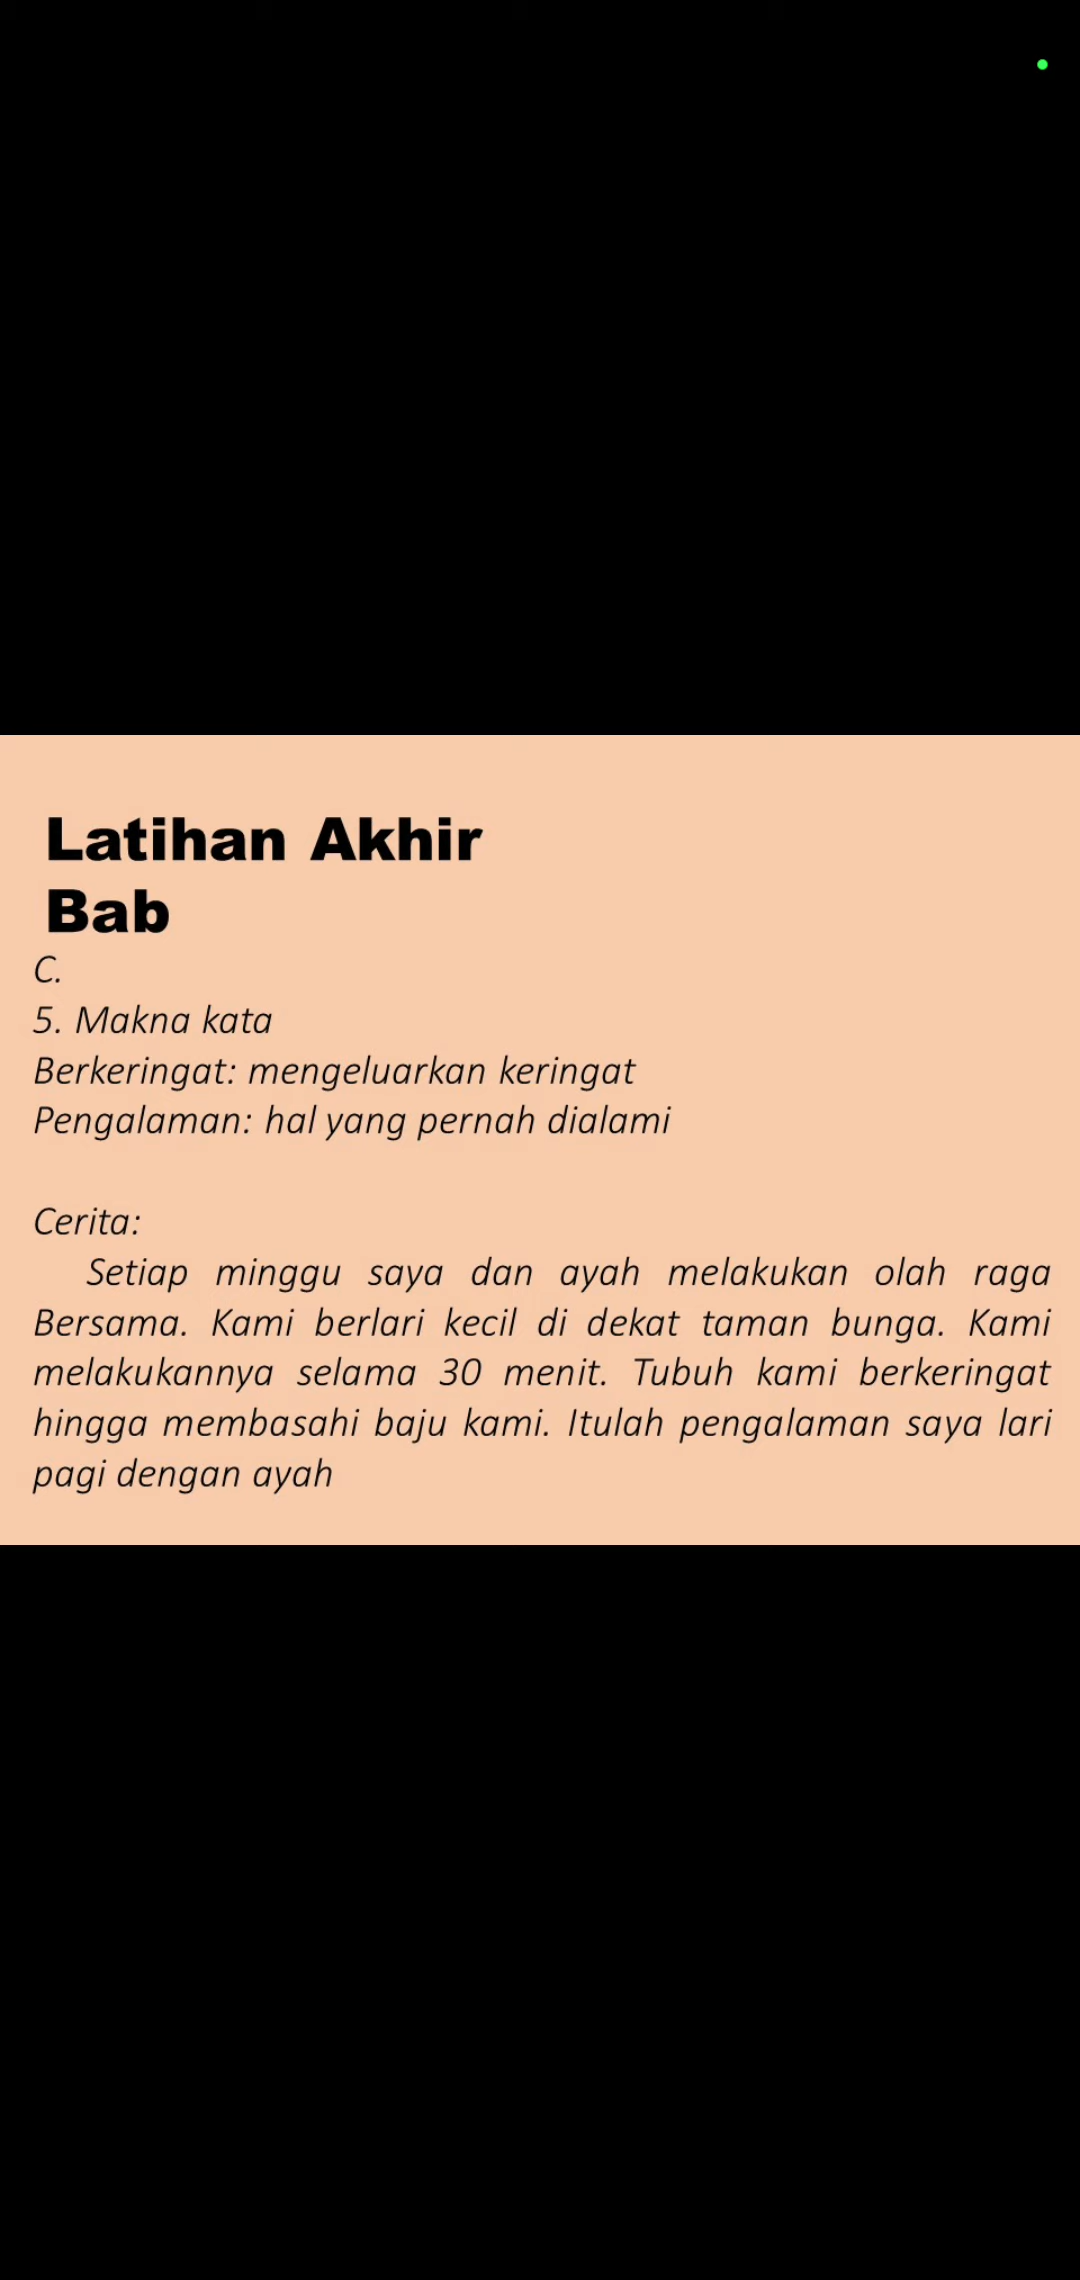 Latihan Akhir
Bab
C.
5. Makna kata
Berkeringat: mengeluarkan keringat
Pengalaman: hal yang pernah dialami
Cerita:
Setiap minggu saya dan ayah melakukan olah raga
Bersama. Kami berlari kecil di dekat taman bunga. Kami
melakukannya selama 30 menit. Tubuh kami berkeringat
hingga membasahi baju kami. Itulah pengalaman saya lari
pagi dengan ayah